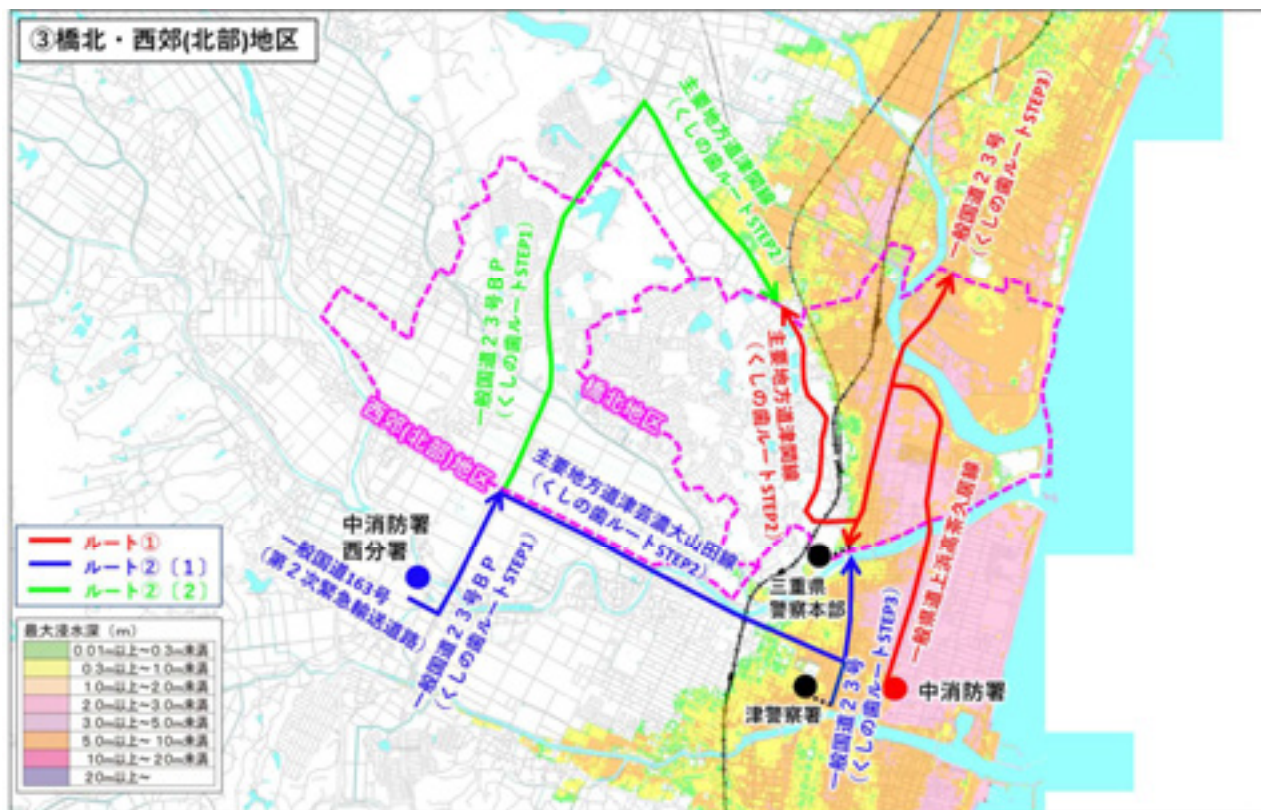 ③橋北・西郊(北部)地区
主要地方道津関線
(くしの歯ルートSTEP2)
一般国道23号
(くしの歯ルートSTEP3)
一般国道23号BP
(くしの歯ルートSTEP1)
橋北地区
西郊(北部)地区
主要地方道津関線
(くしの歯ルートSTEP2)
主要地方道津芸濃大山田線
(くしの歯ルートSTEP2)
中消防署
西分署
一般国道163号
(第2次緊急輸送道路)
一般国道23号BP
(くしの歯ルートSTEP1)
三重県
警察本部
津警察署
一般国道23号
(くしの歯ルートSTEP3)
一般県道上浜高茶屋久居線
中消防署
ルート①
ルート②〔1〕
ルート②〔2〕
最大浸水深(m)
0.01m以上~0.3m未満
0.3m以上~1.0m未満
1.0m以上~2.0m未満
2.0m以上~3.0m未満
3.0m以上~5.0m未満
5.0m以上~10m未満
10m以上~20m未満
20m以上~